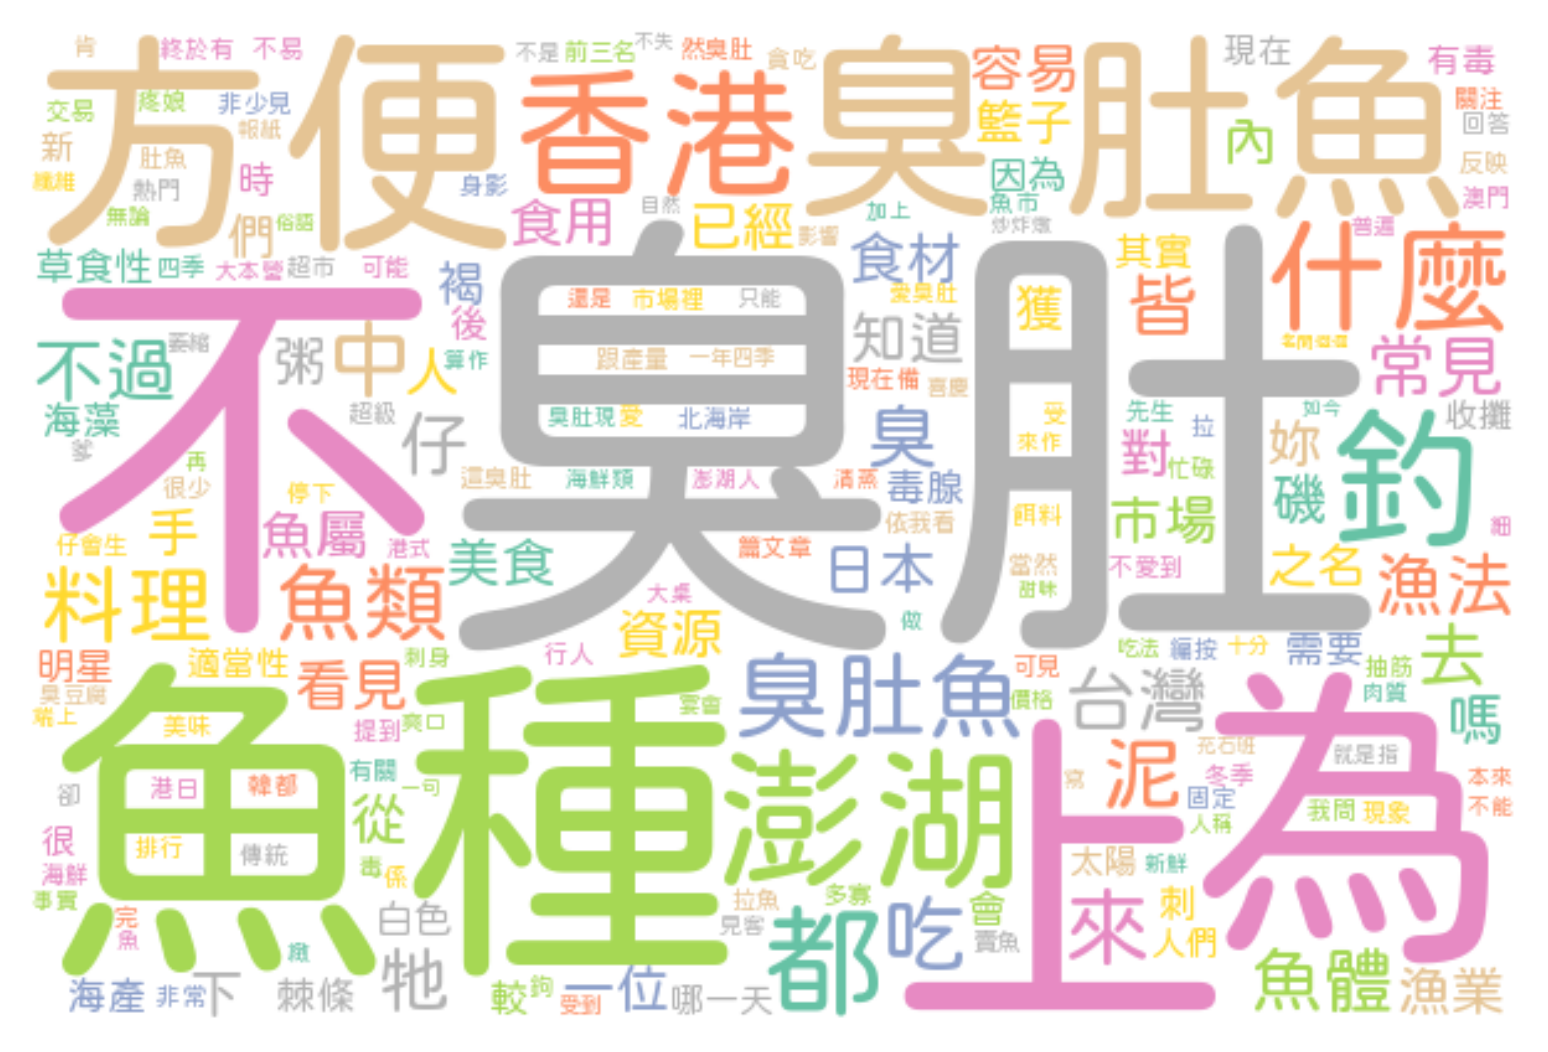 肯 終於有 不易 不是 前三名 不失 然臭肚 貪吃 容易 現在 有毒
方便 香港 臭肚魚
交易 疼娘 非少見 籃子 關注
新 報紙 內 回答
肚魚 時 因為 反映
纖維 熱門 身影 魚市 澳門
無論 們 俗語 食用 自然 已經 加上 炒炸燉 普遍
影響 食材 其實 什麼
草食性 四季 大本營 超市 可能 褐
還是 市場裡 只能 愛臭肚 獲 皆
後 知道
不過 粥 中 人 算作 跟產量 一年四季 常見
不 臭肚
現在備 喜慶
海藻 超級 仔 臭肚現 愛 北海岸 臭 受 先生 拉 如今 收攤
爹 來作 對 妳 釣
再 忙碌
很少 停下 這臭肚 海鮮類 澎湖人 清蒸 毒腺 磯
手 魚屬 依我看 餌料 市場 細
仔會生 港式 美食 篇文章 日本 當然 不愛到 之名 漁法
料理 魚類 大桌 甜味
資源 做
明星 適當性 看見 刺身 行人 可見 吃法 編按 十分 需要 去
臭豆腐 臭肚魚 台灣 抽筋
端上 美味 提到 爽口 宴會 價格 肉質 嗎
魚種 上為
有關 澎湖 泥 死石斑 就是指
港日 韓都 一句 寫 冬季 本來
卻 從 固定 我問 現象 不能
很 排行 傳統 人稱
海鮮 毒 係 太陽 新鮮
事實 拉魚 多寡 會 刺
完 白色 見客 都 吃 賣魚 來 人們
魚 緻
海產 非常 下 棘條 牠 較 鉤 受到 一位 哪一天 魚體 漁業